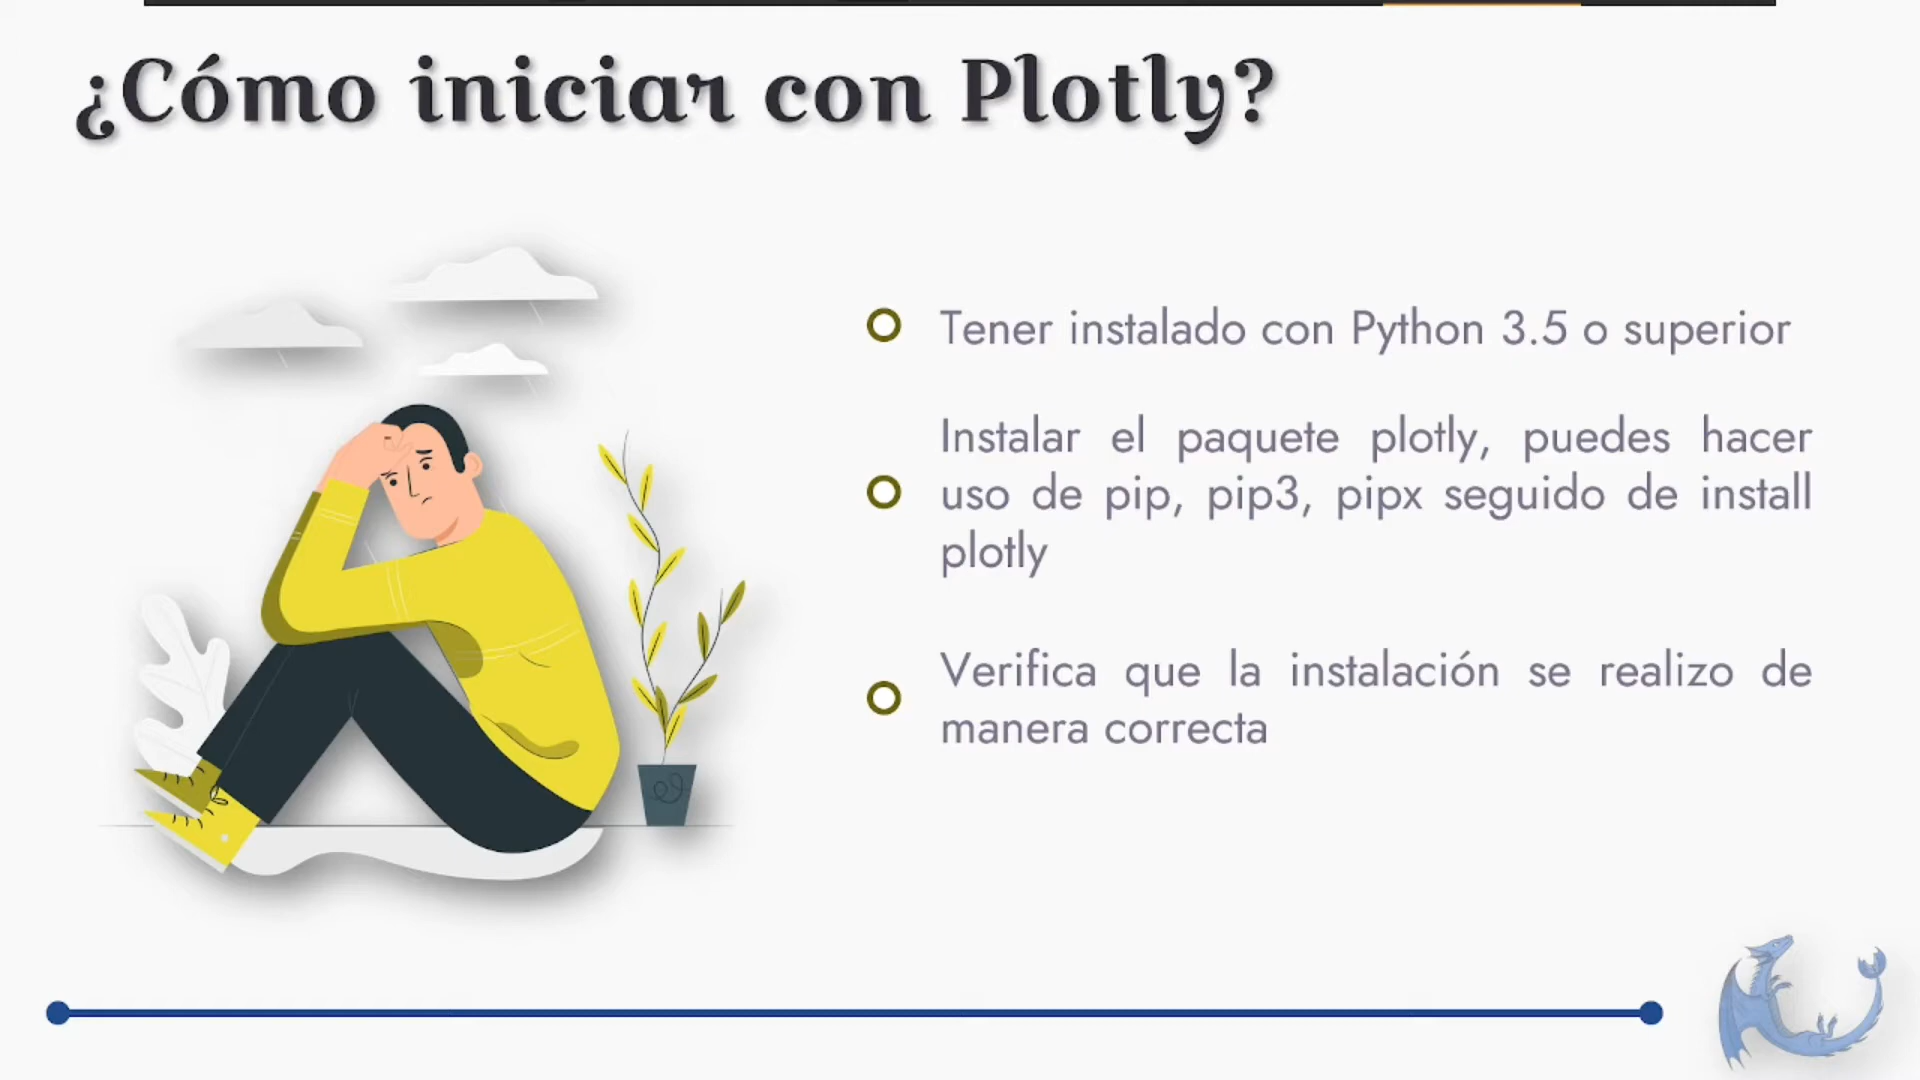 ¿Cómo iniciar con Plotly?
Tener instalado con Python 3.5 o superior
Instalar el paquete plotly, puedes hacer
uso de pip, pip3, pipx seguido de install
plotly
Verifica que la instalación se realizo de
manera correcta